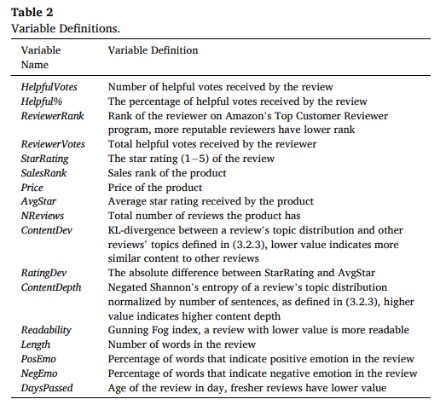 Table 2
Variable Definitions.
Variable Name Variable Definition
HelpfulVotes Number of helpful votes received by the review
Helpful% The percentage of helpful votes received by the review
ReviewerRank Rank of the reviewer on Amazon's Top Customer Reviewer
program, more reputable reviewers have lower rank
ReviewerVotes Total helpful votes received by the reviewer
StarRating The star rating (1−5) of the review
SalesRank Sales rank of the product
Price Price of the product
AvgStar Average star rating received by the product
NReviews Total number of reviews the product has
ContentDev KL-divergence between a review's topic distribution and other
reviews' topics defined in (3.2.3), lower value indicates more
similar content to other reviews
RatingDev The absolute difference between StarRating and AvgStar
ContentDepth Negated Shannon's entropy of a review's topic distribution
normalized by number of sentences, as defined in (3.2.3), higher
value indicates higher content depth
Readability Gunning Fog index, a review with lower value is more readable
Length Number of words in the review
PosEmo Percentage of words that indicate positive emotion in the review
NegEmo Percentage of words that indicate negative emotion in the review
DaysPassed Age of the review in day, fresher reviews have lower value